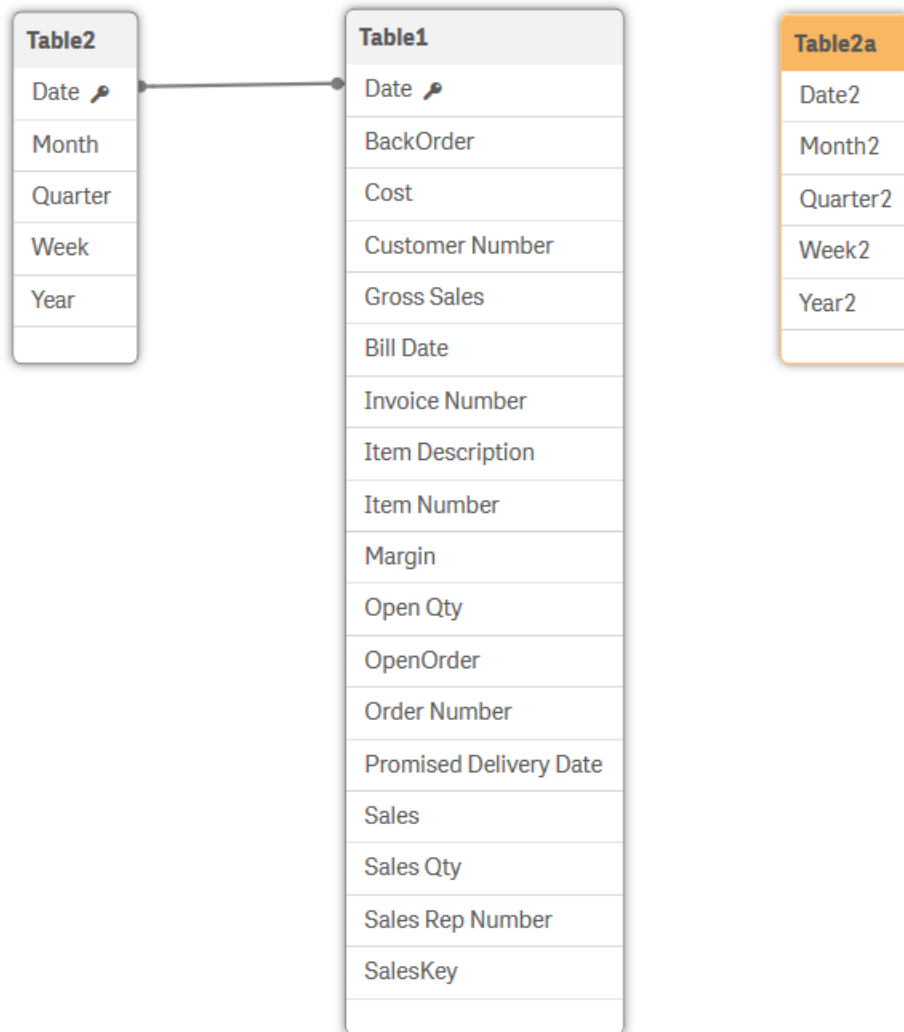 Table2
Date
Month
Quarter
Week
Year
Table1
Date
BackOrder
Cost
Customer Number
Gross Sales
Bill Date
Invoice Number
Item Description
Item Number
Margin
Open Qty
OpenOrder
Order Number
Promised Delivery Date
Sales
Sales Qty
Sales Rep Number
SalesKey
Table2a
Date2
Month2
Quarter2
Week2
Year2